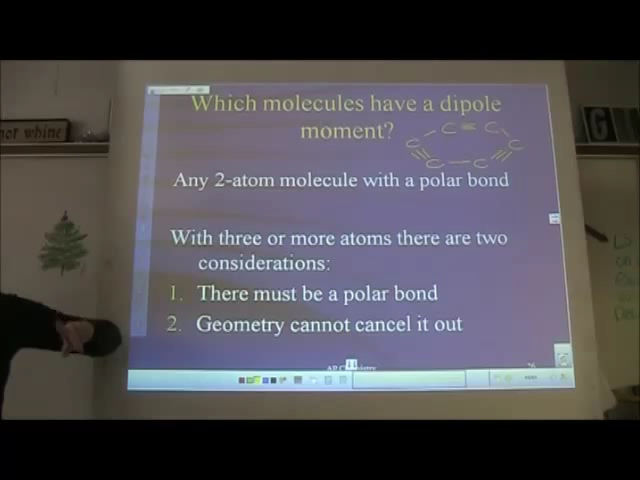 not whine
Which molecules have a dipole
moment?
C C
C C
C C
Any 2-atom molecule with a polar bond
With three or more atoms there are two
considerations:
1. There must be a polar bond
2. Geometry cannot cancel it out
26